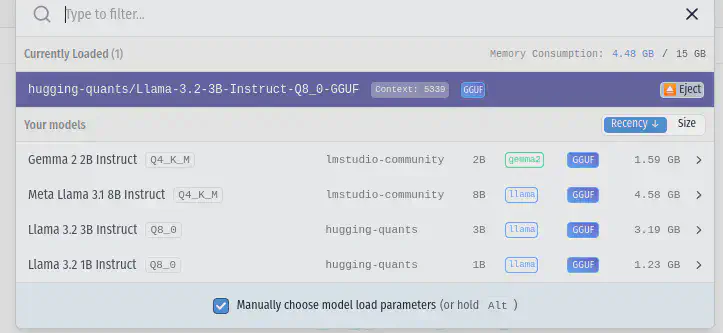 Type to filter...
Currently Loaded (1) Memory Consumption: 4.48 GB / 15 GB
hugging-quants/Llama-3.2-3B-Instruct-Q8_0-GGUF Context: 5339 GGUF Eject
Your models Recency ↓ Size
Gemma 2 2B Instruct Q4_K_M lmstudio-community 2B gemma2 GGUF 1.59 GB
Meta Llama 3.1 8B Instruct Q4_K_M lmstudio-community 8B llama GGUF 4.58 GB
Llama 3.2 3B Instruct Q8_0 hugging-quants 3B llama GGUF 3.19 GB
Llama 3.2 1B Instruct Q8_0 hugging-quants 1B llama GGUF 1.23 GB
Manually choose model load parameters (or hold Alt )